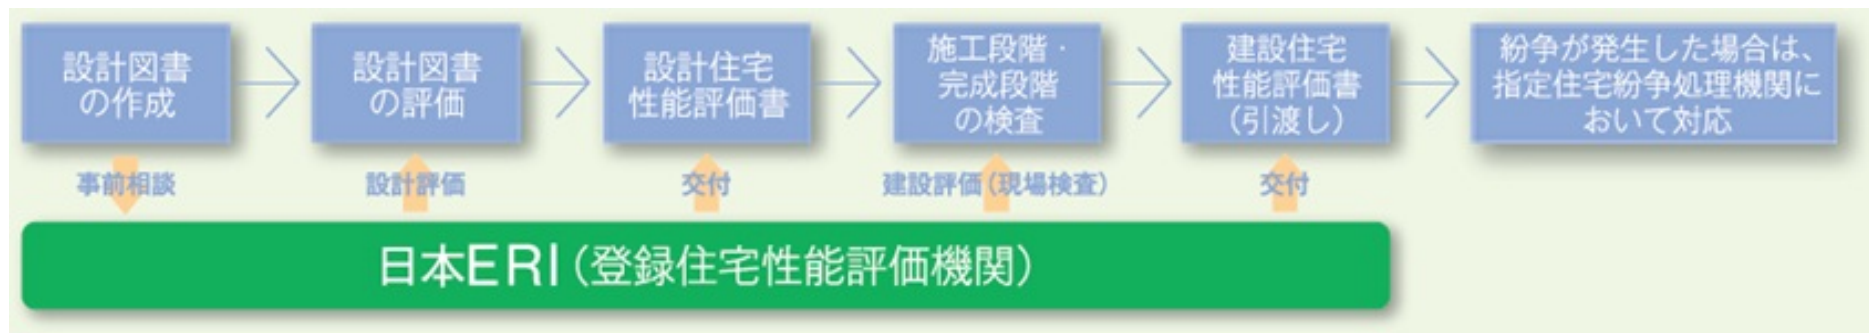 設計図書
の作成
設計図書
の評価
設計住宅
性能評価書
施工段階・
完成段階
の検査
建設住宅
性能評価書
(引渡し)
紛争が発生した場合は、
指定住宅紛争処理機関に
おいて対応
事前相談
設計評価
交付
建設評価(現場検査)
交付
日本ERI(登録住宅性能評価機関)